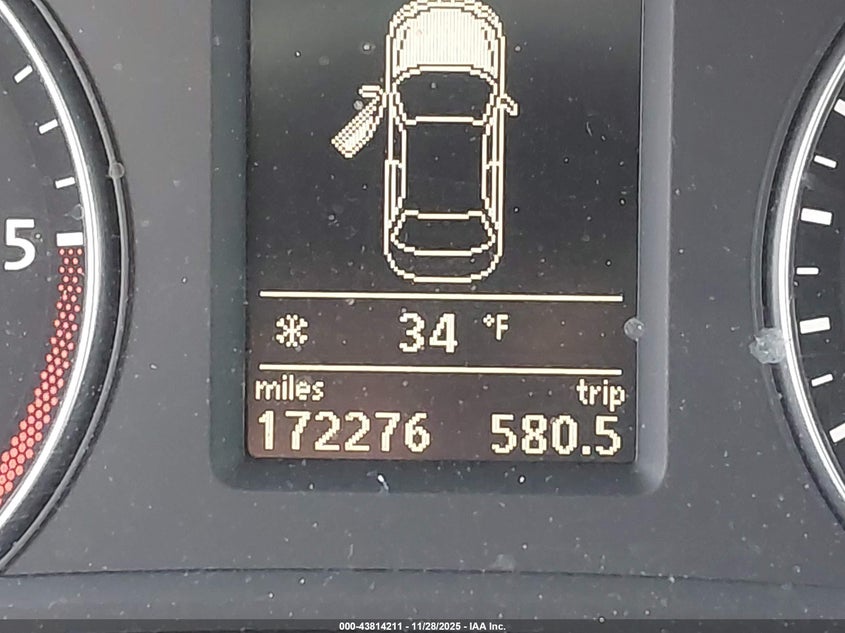 5
34 °F
miles trip
172276 580.5
000-43814211 - 11/28/2025 - IAA Inc.